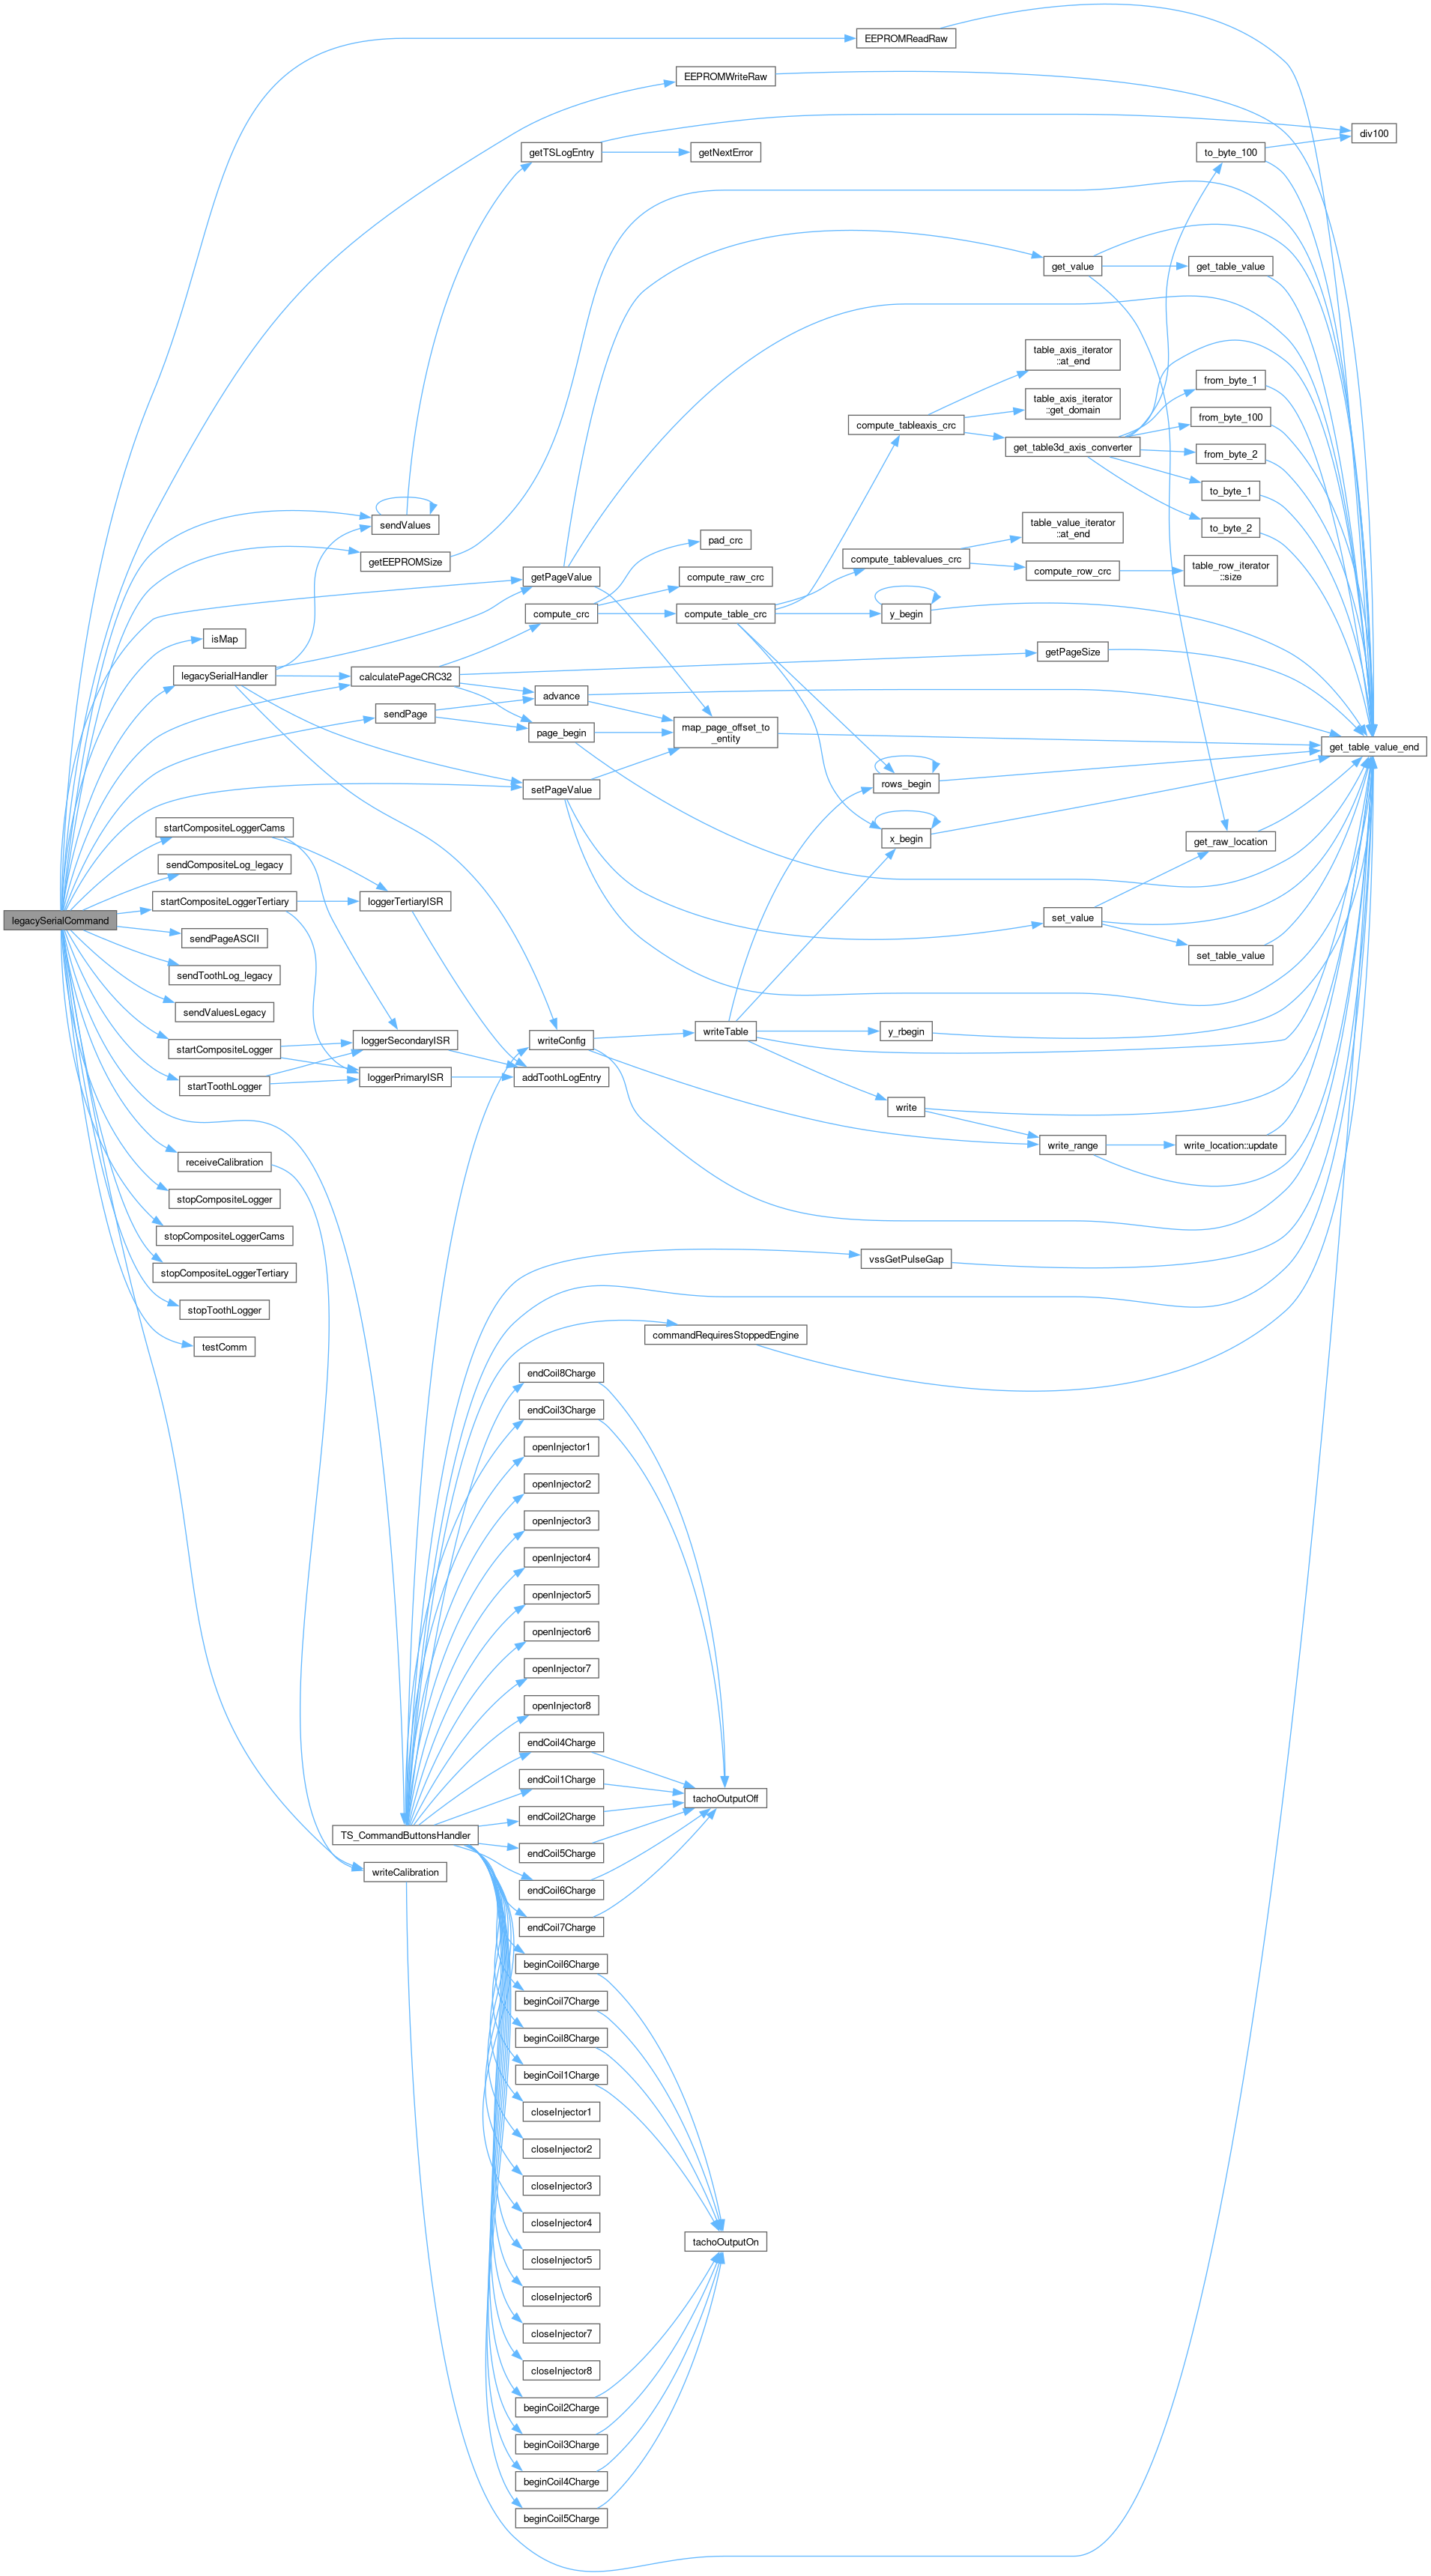 EEPROMReadRaw
EEPROMWriteRaw
div100
getTSLogEntry
getNextError
to_byte_100
get_value
get_table_value
table_axis_iterator
::at_end
from_byte_1
table_axis_iterator
::get_domain
from_byte_100
compute_tableaxis_crc
get_table3d_axis_converter
from_byte_2
to_byte_1
sendValues
to_byte_2
table_value_iterator
::at_end
pad_crc
getEEPROMSize
compute_tablevalues_crc
compute_row_crc
table_row_iterator
::size
getPageValue
compute_raw_crc
compute_crc
compute_table_crc
y_begin
isMap
getPageSize
legacySerialHandler
calculatePageCRC32
advance
sendPage
page_begin
map_page_offset_to
_entity
get_table_value_end
rows_begin
setPageValue
startCompositeLoggerCams
x_begin
get_raw_location
sendCompositeLog_legacy
startCompositeLoggerTertiary
loggerTertiaryISR
legacySerialCommand
set_value
sendPageASCII
set_table_value
sendToothLog_legacy
sendValuesLegacy
writeTable
y_rbegin
startCompositeLogger
loggerSecondaryISR
writeConfig
startToothLogger
loggerPrimaryISR
addToothLogEntry
write
write_range
write_location::update
receiveCalibration
stopCompositeLogger
stopCompositeLoggerCams
vssGetPulseGap
stopCompositeLoggerTertiary
stopToothLogger
commandRequiresStoppedEngine
testComm
endCoil8Charge
endCoil3Charge
openInjector1
openInjector2
openInjector3
openInjector4
openInjector5
openInjector6
openInjector7
openInjector8
endCoil4Charge
endCoil1Charge
tachoOutputOff
endCoil2Charge
TS_CommandButtonsHandler
endCoil5Charge
writeCalibration
endCoil6Charge
endCoil7Charge
beginCoil6Charge
beginCoil7Charge
beginCoil8Charge
beginCoil1Charge
closeInjector1
closeInjector2
closeInjector3
closeInjector4
tachoOutputOn
closeInjector5
closeInjector6
closeInjector7
closeInjector8
beginCoil2Charge
beginCoil3Charge
beginCoil4Charge
beginCoil5Charge